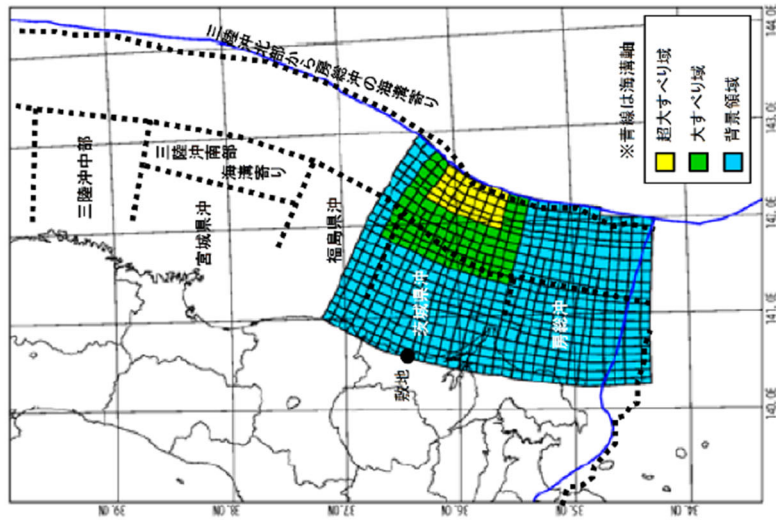 三陸沖北部から房総沖の海溝寄り
三陸沖中部
三陸沖南部
海溝寄り
宮城県沖
福島県沖
茨城県沖
房総沖
敷地
※青線は海溝軸
超大すべり域
大すべり域
背景領域
39.0N
38.0N
37.0N
36.0N
35.0N
34.0N
140.0E
141.0E
142.0E
143.0E
144.0E